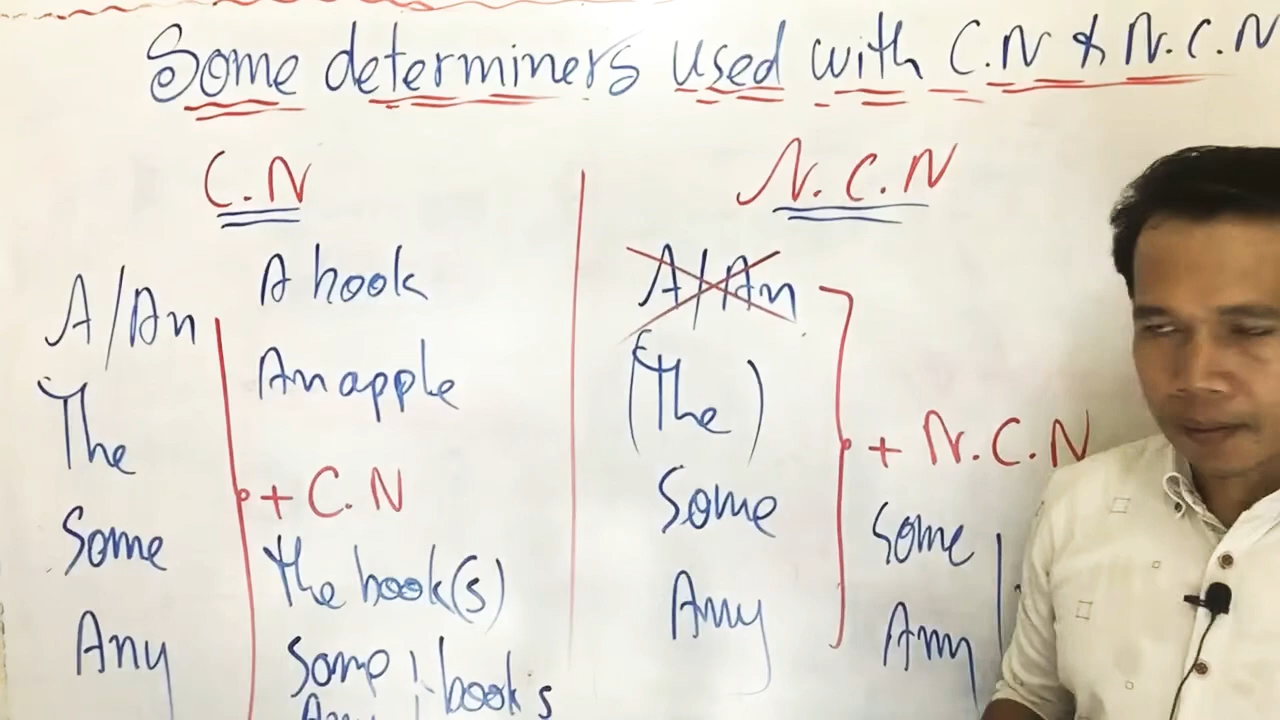 Some determiners used with C.N & N.C.N
C.N
A/An
The
Some
Any
A book
An apple
+ C.N
The book(s)
Some
Any
books
N.C.N
A/An
(The)
Some
Any
+ N.C.N
Some
Any